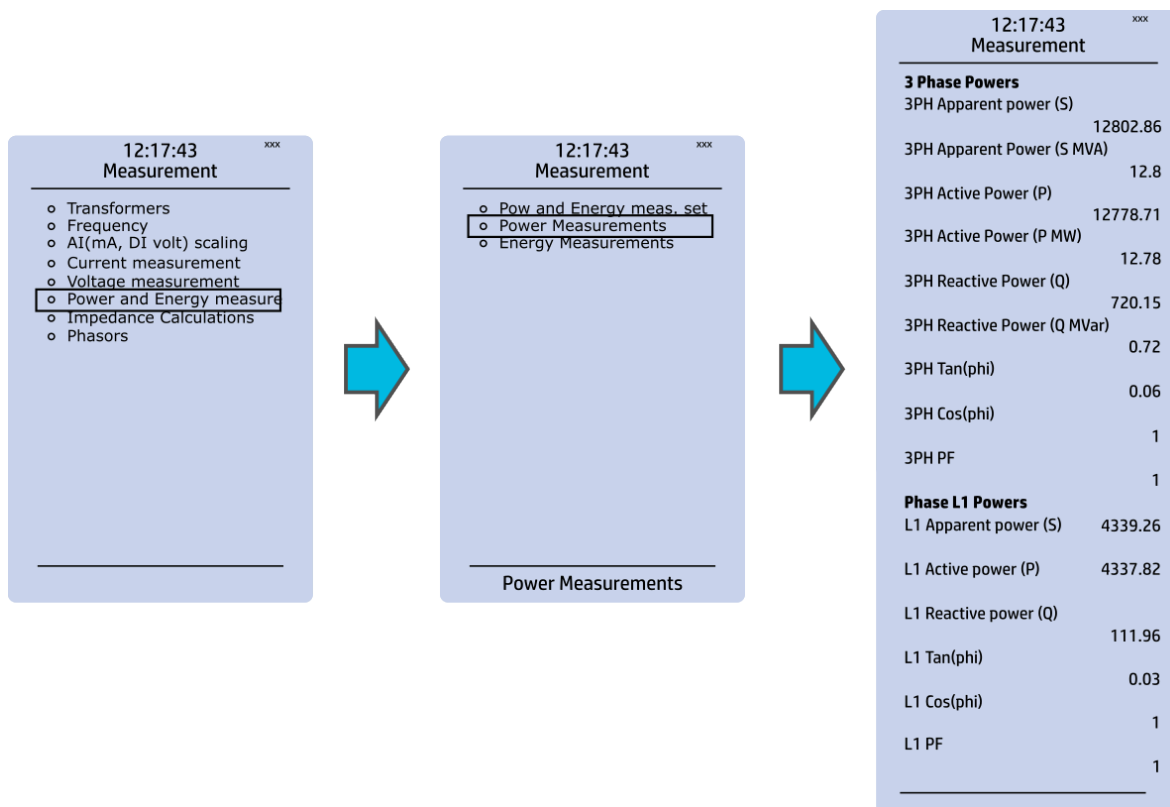 12:17:43 xxx
Measurement
Transformers
Frequency
AI(mA, DI volt) scaling
Current measurement
Voltage measurement
Power and Energy measure
Impedance Calculations
Phasors
12:17:43 xxx
Measurement
Pow and Energy meas. set
Power Measurements
Energy Measurements
Power Measurements
12:17:43 xxx
Measurement
3 Phase Powers
3PH Apparent power (S)
12802.86
3PH Apparent Power (S MVA)
12.8
3PH Active Power (P)
12778.71
3PH Active Power (P MW)
12.78
3PH Reactive Power (Q)
720.15
3PH Reactive Power (Q MVar)
0.72
3PH Tan(phi)
0.06
3PH Cos(phi)
1
3PH PF
1
Phase L1 Powers
L1 Apparent power (S) 4339.26
L1 Active power (P) 4337.82
L1 Reactive power (Q)
111.96
L1 Tan(phi)
0.03
L1 Cos(phi)
1
L1 PF
1